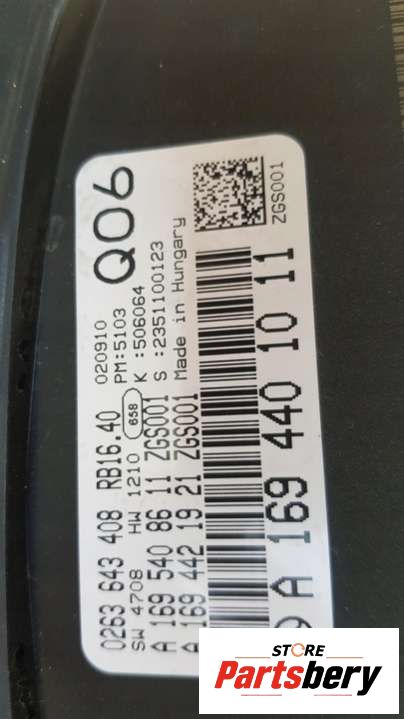 0263 643 408 RB16.40 020910
SW 4708 HW 1210 658 PM:5103 Q06
A 169 540 86 11 ZGS001 K :506064
A 169 442 19 21 ZGS001 S :2351100123
Made in Hungary
A 169 440 10 11
ZGS001
STORE
Partsbery